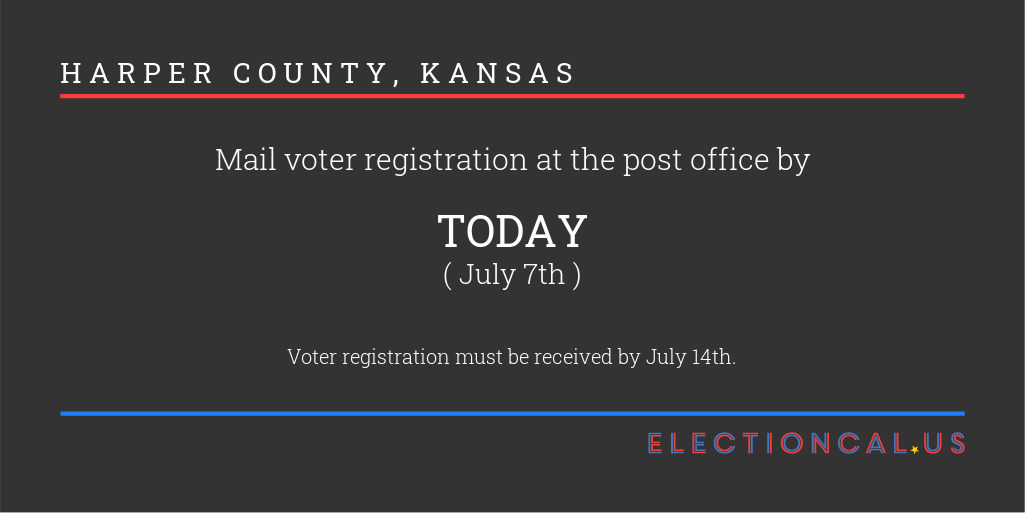 HARPER COUNTY, KANSAS
Mail voter registration at the post office by
TODAY
( July 7th )
Voter registration must be received by July 14th.
ELECTIONCAL.US